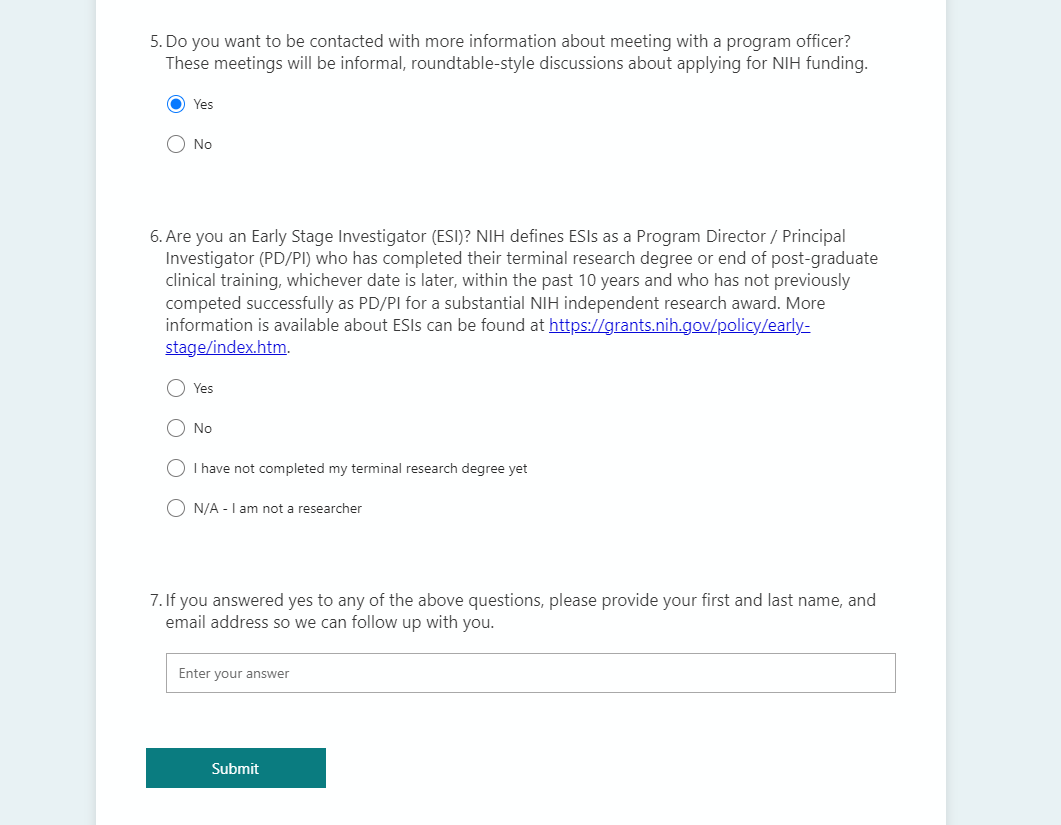 5. Do you want to be contacted with more information about meeting with a program officer?
These meetings will be informal, roundtable-style discussions about applying for NIH funding.
Yes
No
6. Are you an Early Stage Investigator (ESI)? NIH defines ESIs as a Program Director / Principal
Investigator (PD/PI) who has completed their terminal research degree or end of post-graduate
clinical training, whichever date is later, within the past 10 years and who has not previously
competed successfully as PD/PI for a substantial NIH independent research award. More
information is available about ESIs can be found at https://grants.nih.gov/policy/early-
stage/index.htm.
Yes
No
I have not completed my terminal research degree yet
N/A - I am not a researcher
7. If you answered yes to any of the above questions, please provide your first and last name, and
email address so we can follow up with you.
Enter your answer
Submit